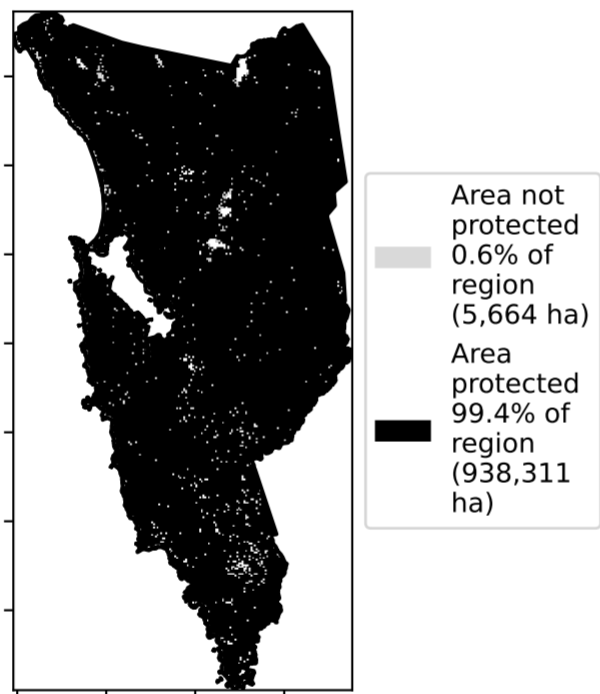 Area not
protected
0.6% of
region
(5,664 ha)
Area
protected
99.4% of
region
(938,311
ha)